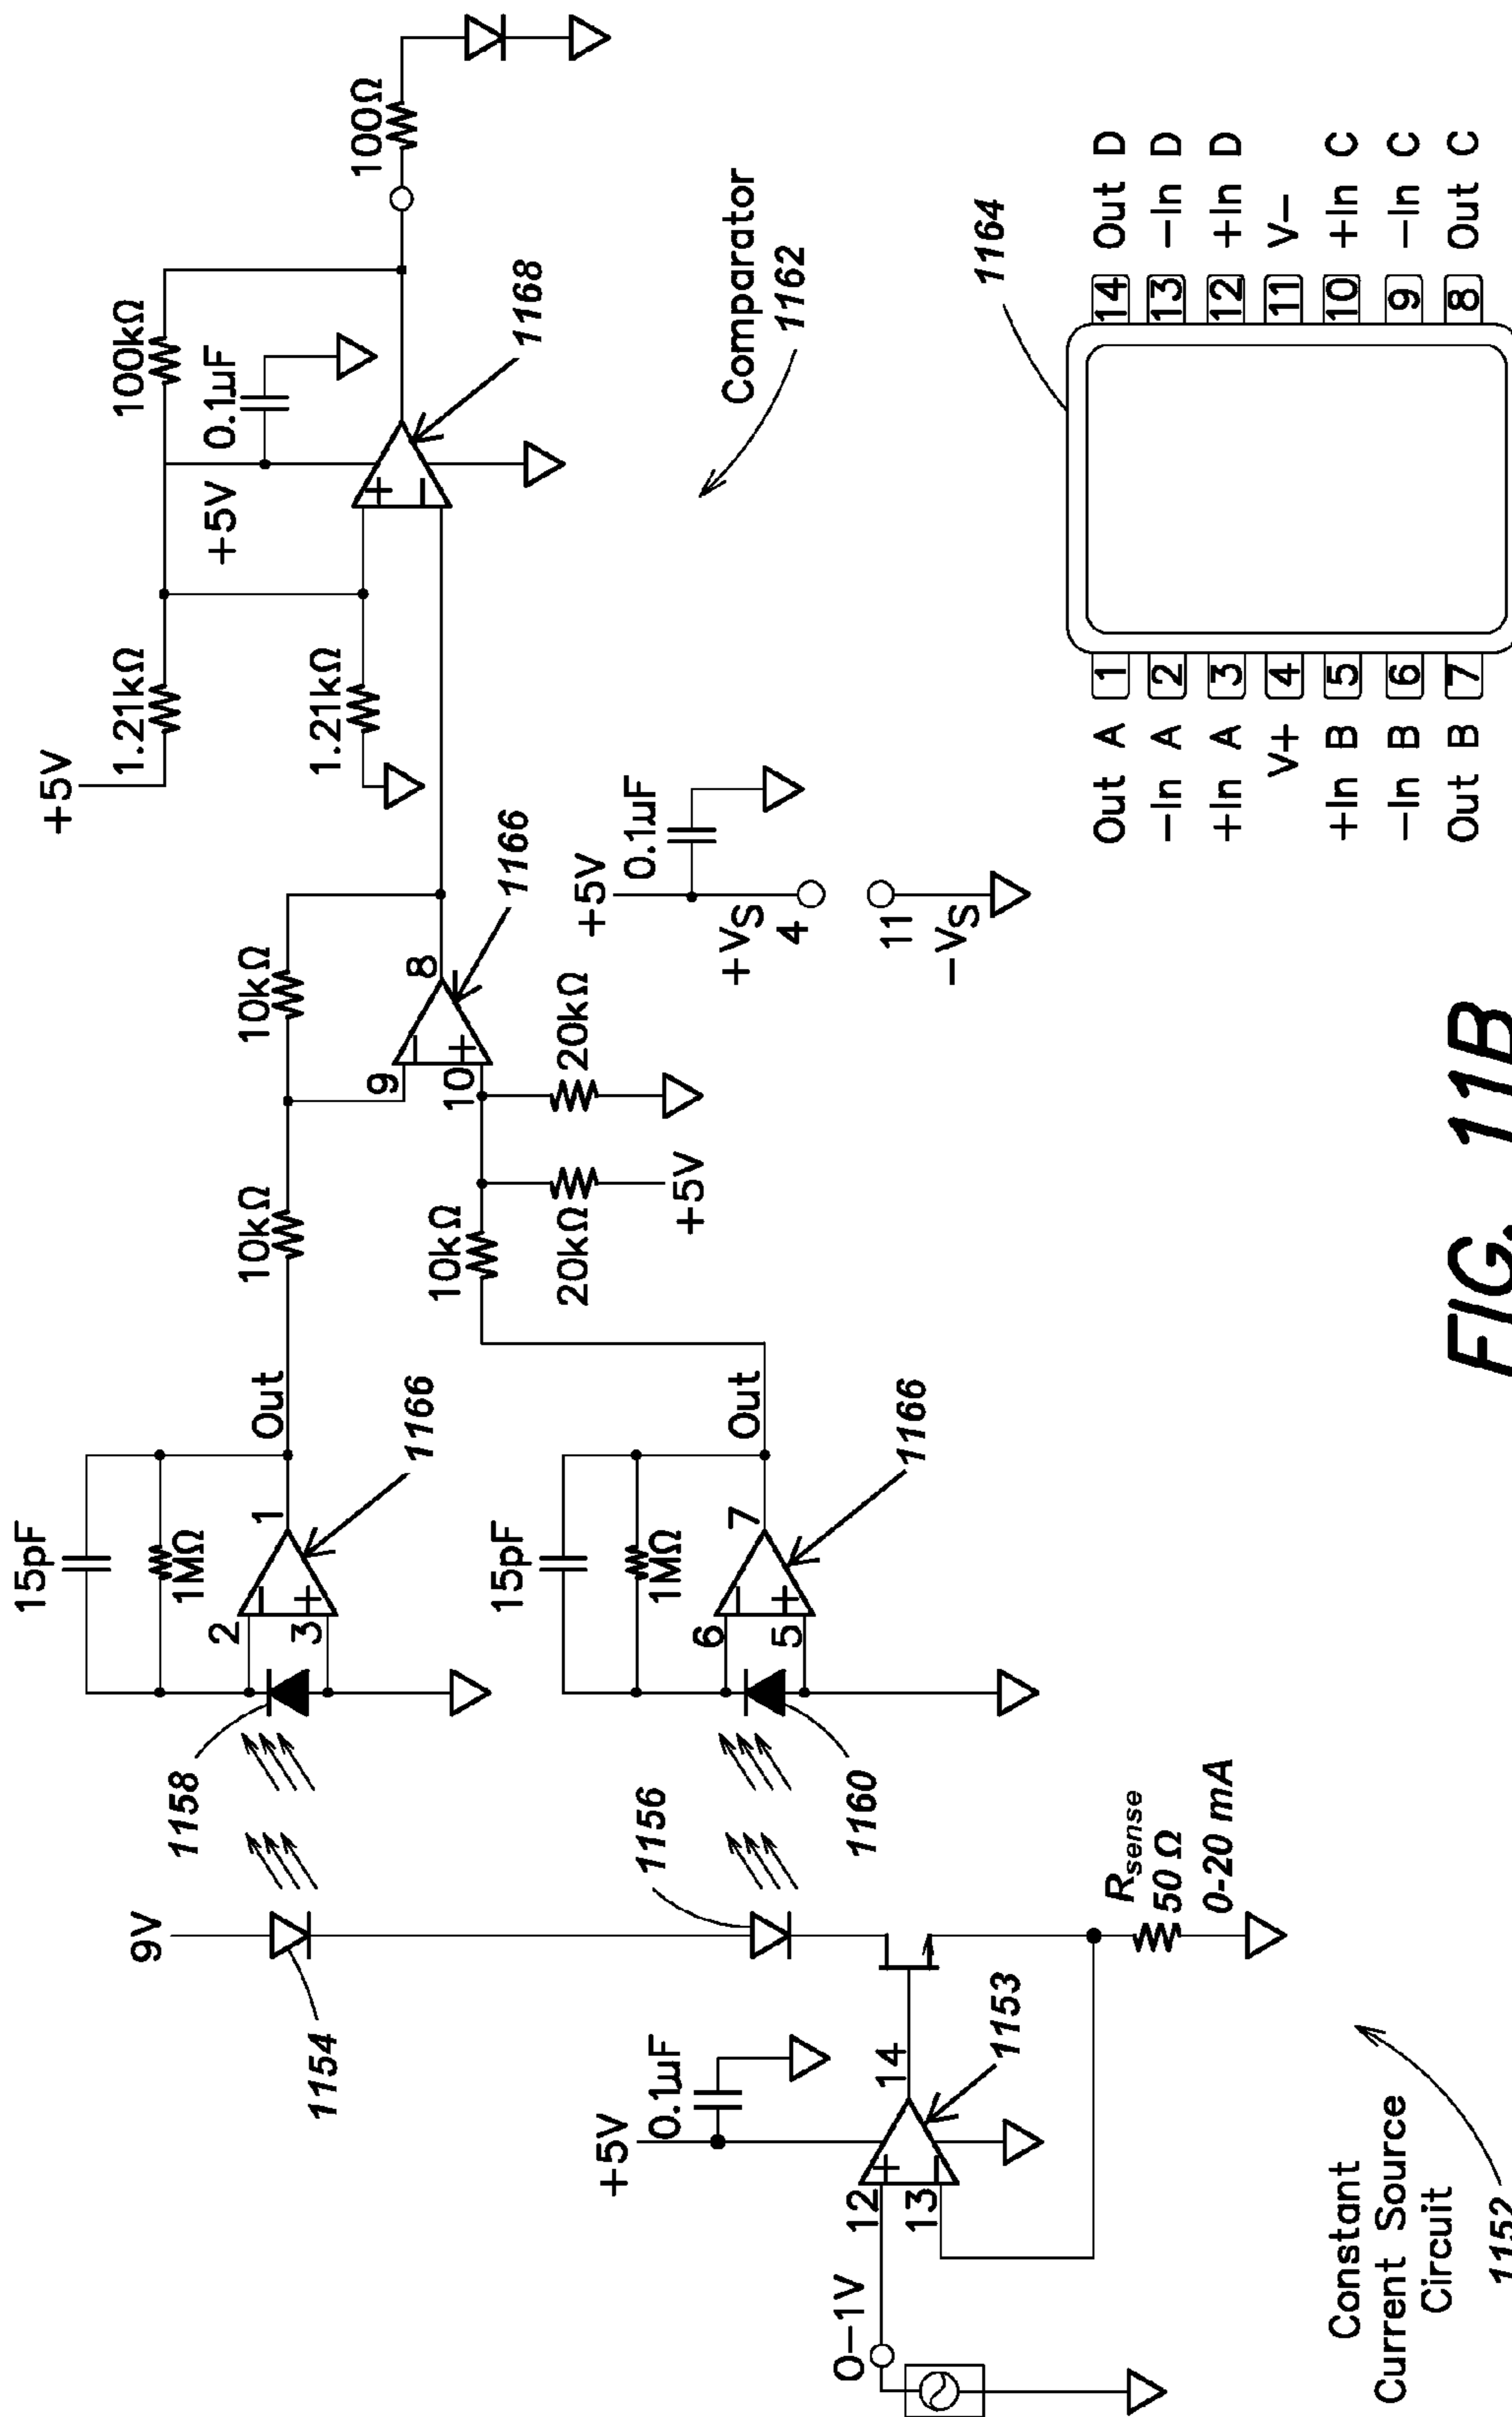 15pF
1MΩ
2
3
1
Out
1158
1166
10kΩ
10kΩ
9
10
8
1166
10kΩ
20kΩ
20kΩ
+5V
+5V
1.21kΩ
1.21kΩ
+5V
100kΩ
0.1µF
1168
100Ω
Comparator
1162
9V
1154
1156
15pF
1MΩ
6
5
7
Out
1160
1166
+5V
0.1µF
+VS
4
11
-VS
+5V
0.1µF
12
13
14
1153
0-1V
Rsense
50 Ω
0-20 mA
Constant
Current Source
Circuit
1152
1164
Out A 1 14 Out D
-In A 2 13 -In D
+In A 3 12 +In D
V+ 4 11 V-
+In B 5 10 +In C
-In B 6 9 -In C
Out B 7 8 Out C
FIG. 11B